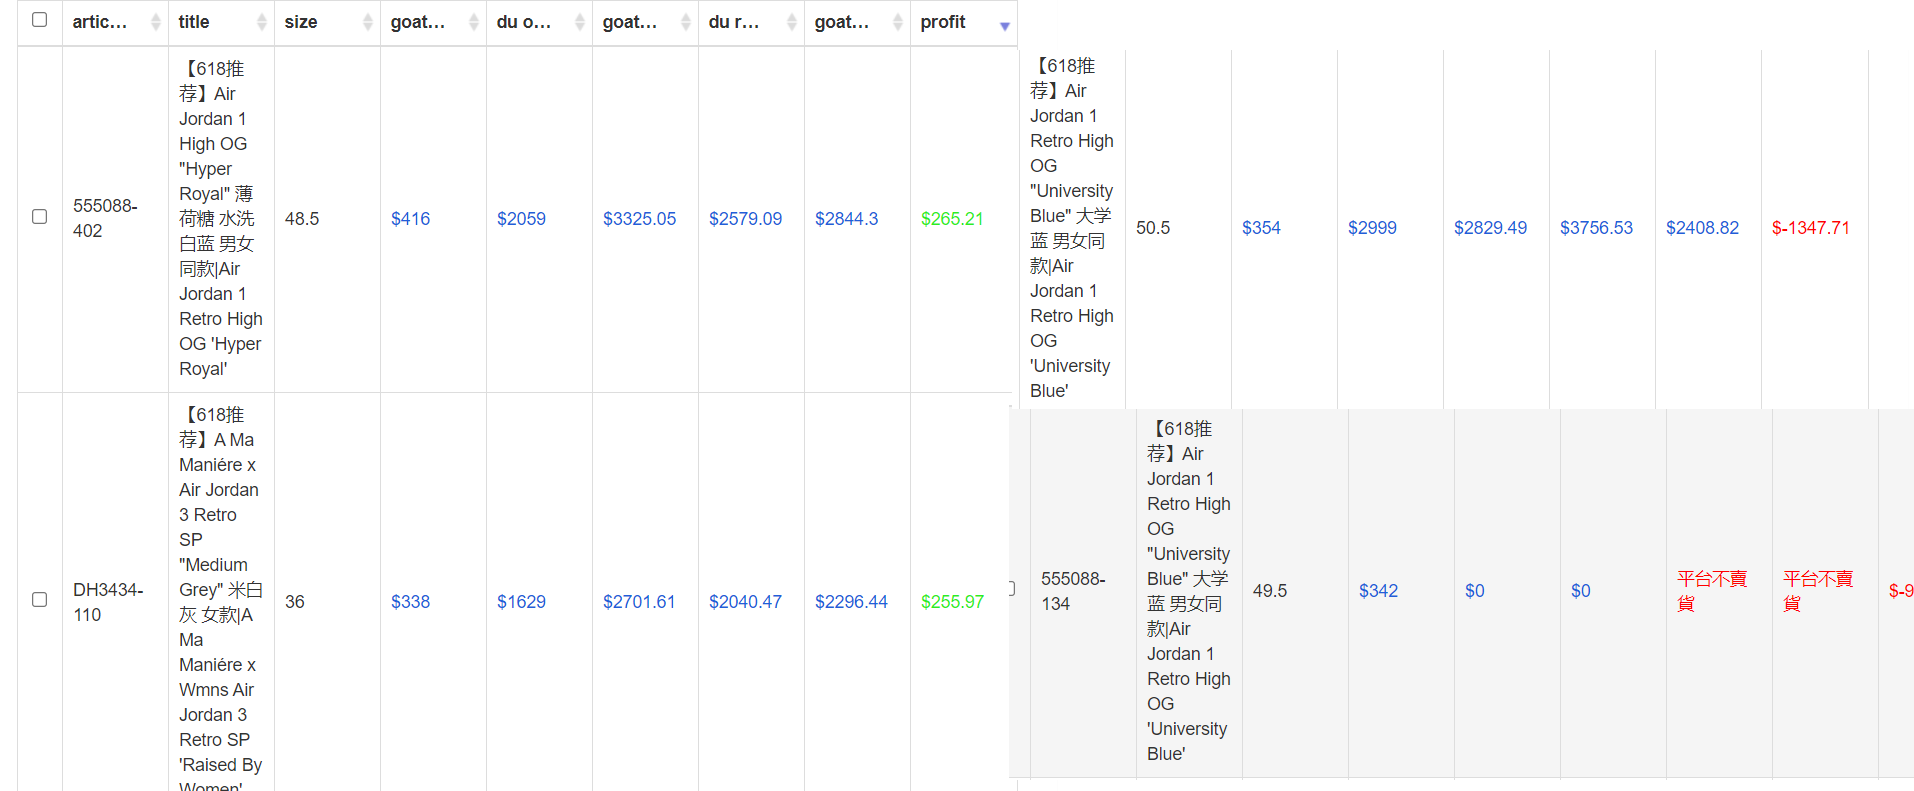 artic...
title
size
goat...
du o...
goat...
du r...
goat...
profit
555088-
402
【618推
荐】Air
Jordan 1
High OG
"Hyper
Royal" 薄
荷糖 水洗
白蓝 男女
同款|Air
Jordan 1
Retro High
OG 'Hyper
Royal'
48.5
$416
$2059
$3325.05
$2579.09
$2844.3
$265.21
DH3434-
110
【618推
荐】A Ma
Maniére x
Air Jordan
3 Retro
SP
"Medium
Grey" 米白
灰 女款|A
Ma
Maniére x
Wmns Air
Jordan 3
Retro SP
'Raised By
Women'
36
$338
$1629
$2701.61
$2040.47
$2296.44
$255.97
【618推
荐】Air
Jordan 1
Retro High
OG
"University
Blue" 大学
蓝 男女同
款|Air
Jordan 1
Retro High
OG
'University
Blue'
50.5
$354
$2999
$2829.49
$3756.53
$2408.82
$-1347.71
555088-
134
【618推
荐】Air
Jordan 1
Retro High
OG
"University
Blue" 大学
蓝 男女同
款|Air
Jordan 1
Retro High
OG
'University
Blue'
49.5
$342
$0
$0
平台不賣
貨
平台不賣
貨
$-9